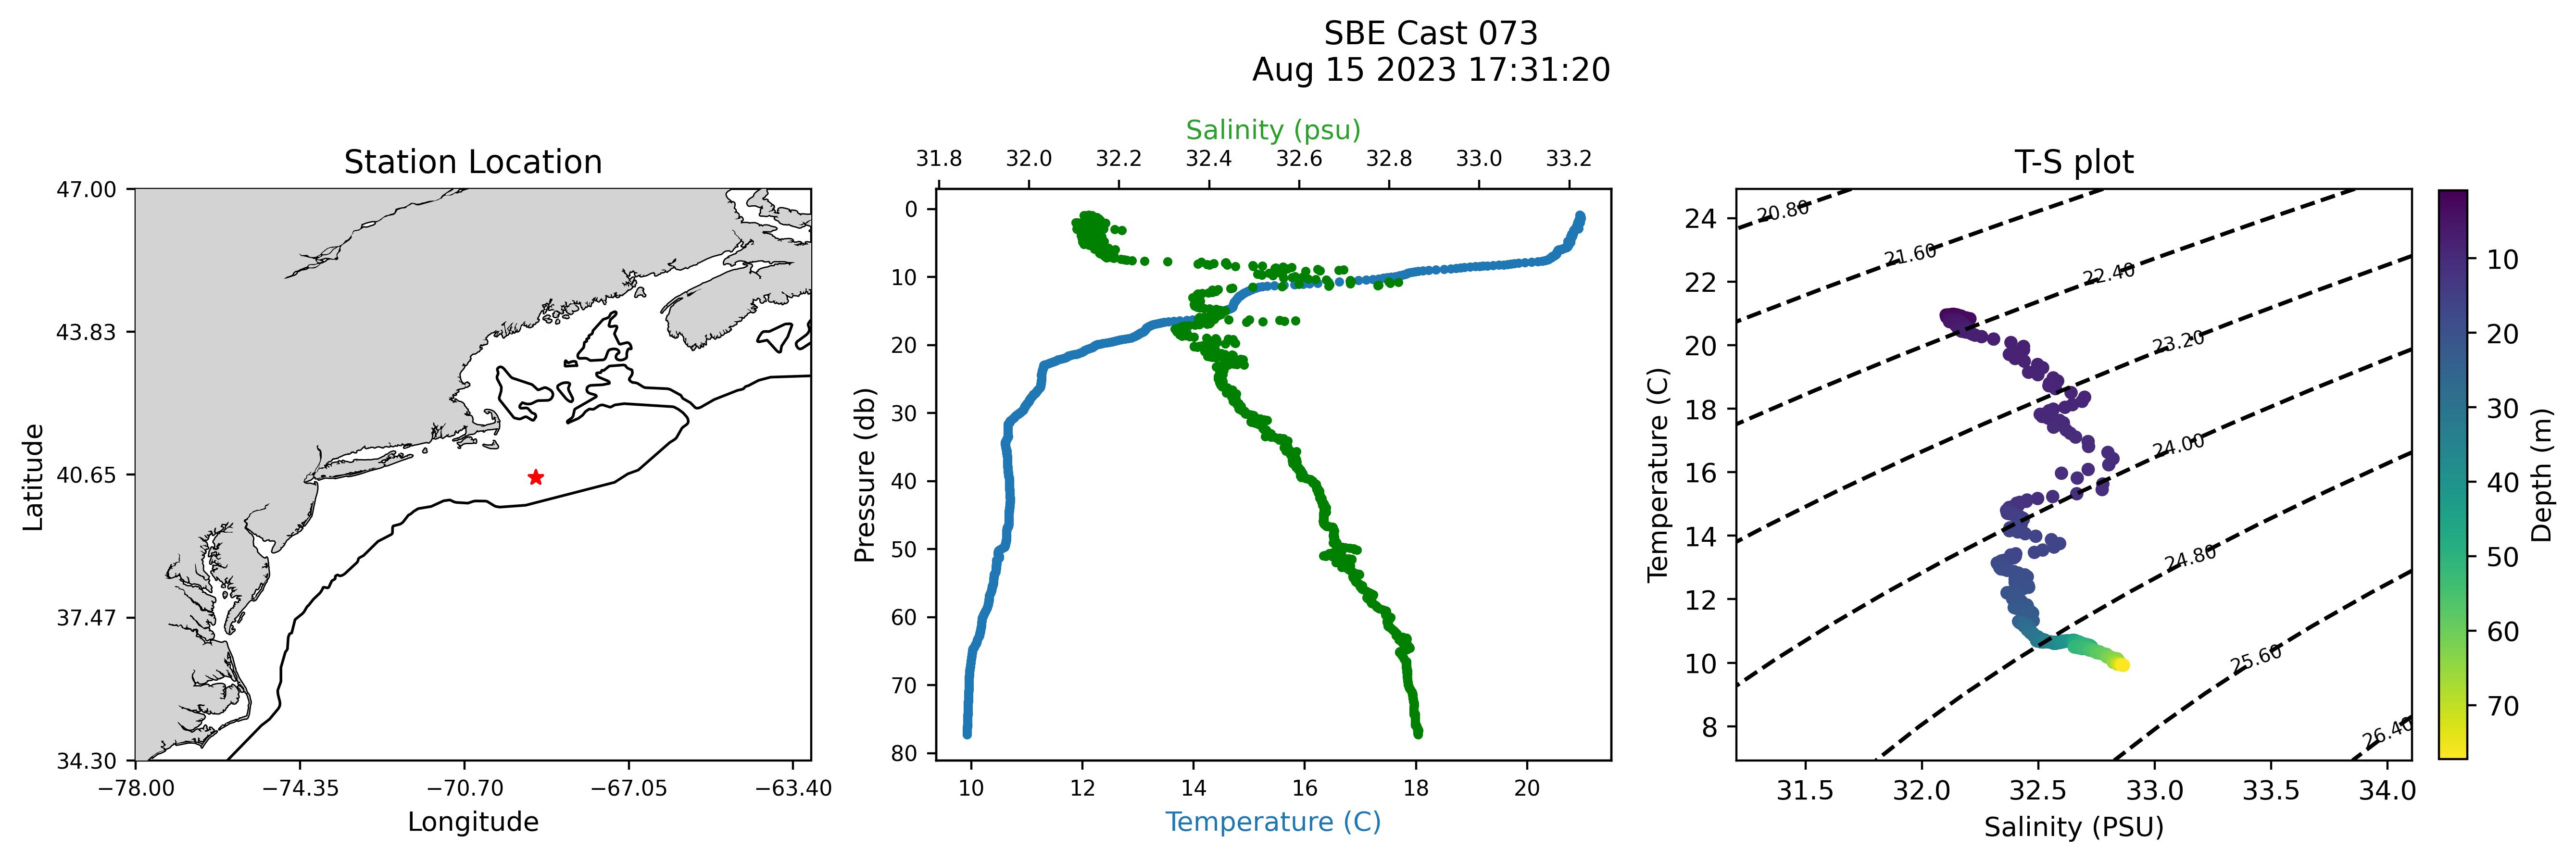 SBE Cast 073
Aug 15 2023 17:31:20
Station Location
47.00
43.83
40.65
37.47
34.30
Latitude
−78.00 −74.35 −70.70 −67.05 −63.40
Longitude
Salinity (psu)
31.8 32.0 32.2 32.4 32.6 32.8 33.0 33.2
0
10
20
30
40
50
60
70
80
Pressure (db)
10 12 14 16 18 20
Temperature (C)
T-S plot
24
22
20
18
16
14
12
10
8
Temperature (C)
20.80
21.60
22.40
23.20
24.00
24.80
25.60
26.40
31.5 32.0 32.5 33.0 33.5 34.0
Salinity (PSU)
10
20
30
40
50
60
70
Depth (m)